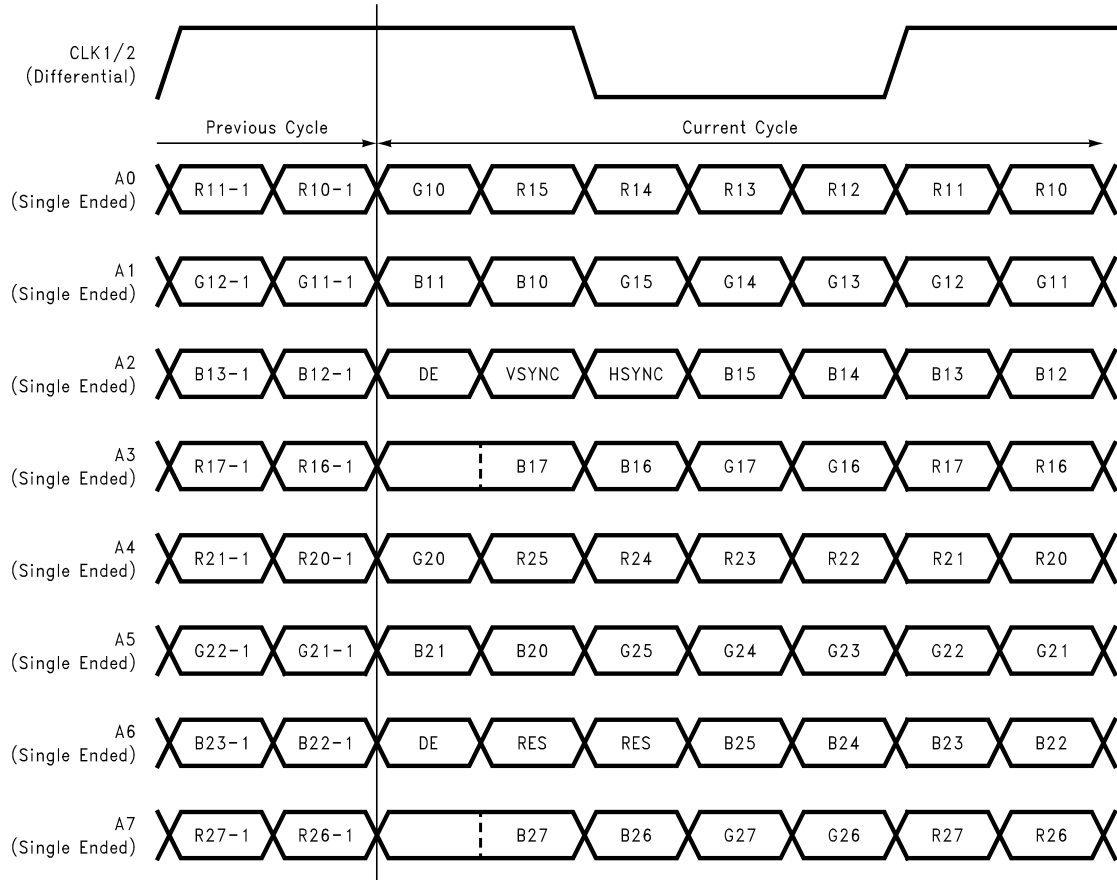 CLK1/2
(Differential)
Previous Cycle Current Cycle
A0
(Single Ended)
R11-1 R10-1 G10 R15 R14 R13 R12 R11 R10
A1
(Single Ended)
G12-1 G11-1 B11 B10 G15 G14 G13 G12 G11
A2
(Single Ended)
B13-1 B12-1 DE VSYNC HSYNC B15 B14 B13 B12
A3
(Single Ended)
R17-1 R16-1 B17 B16 G17 G16 R17 R16
A4
(Single Ended)
R21-1 R20-1 G20 R25 R24 R23 R22 R21 R20
A5
(Single Ended)
G22-1 G21-1 B21 B20 G25 G24 G23 G22 G21
A6
(Single Ended)
B23-1 B22-1 DE RES RES B25 B24 B23 B22
A7
(Single Ended)
R27-1 R26-1 B27 B26 G27 G26 R27 R26